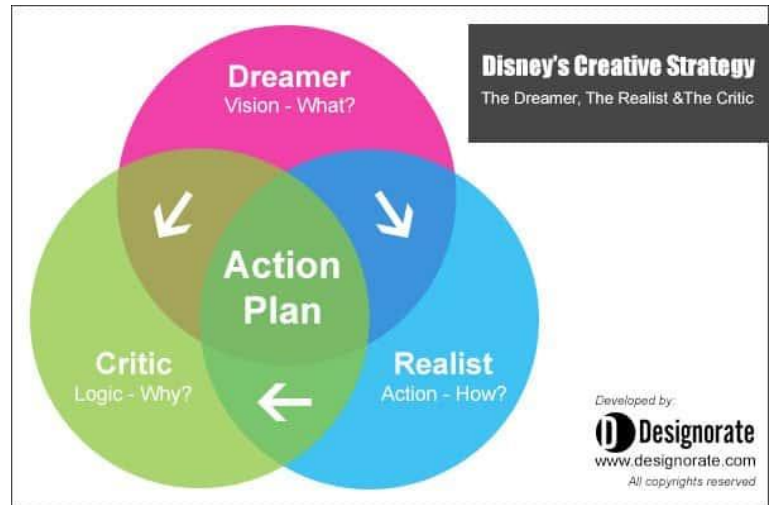 Disney's Creative Strategy
The Dreamer, The Realist &The Critic
Dreamer
Vision - What?
Action
Plan
Critic
Logic - Why?
Realist
Action - How?
Developed by:
Designorate
www.designorate.com
All copyrights reserved